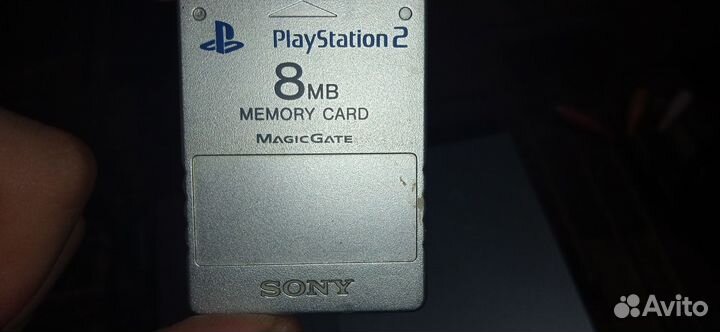 PlayStation 2
8MB
MEMORY CARD
MAGICGATE
SONY
Avito